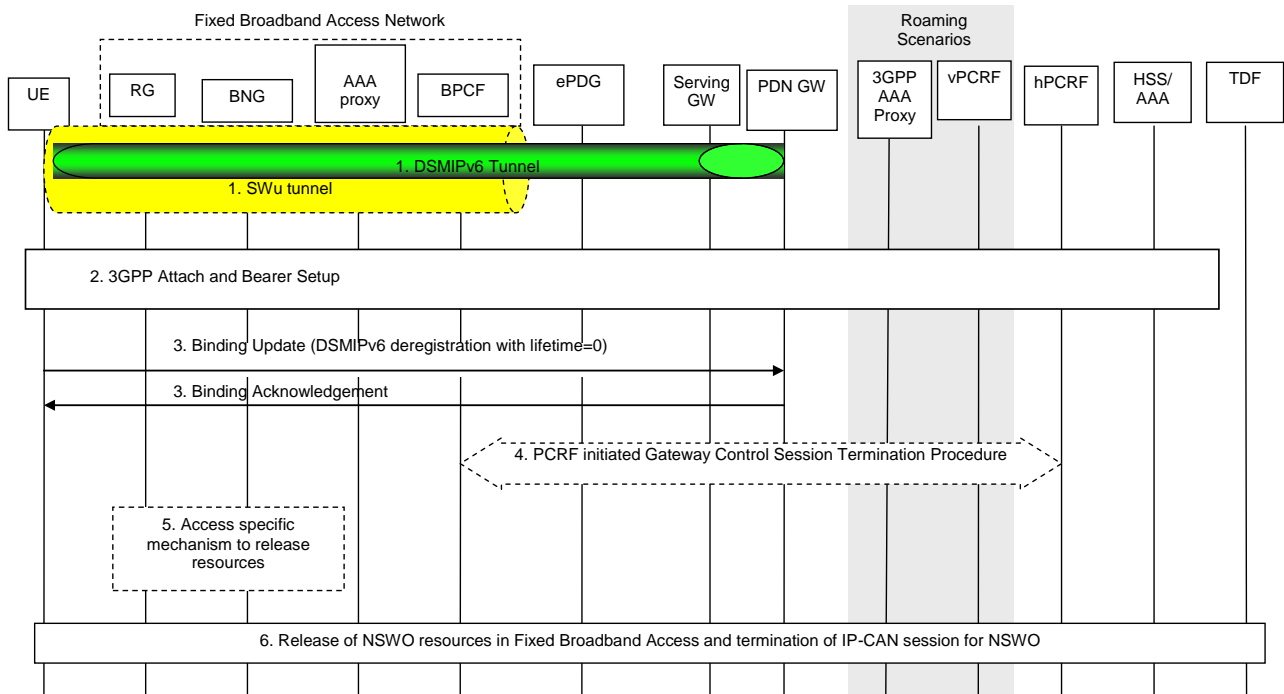 Fixed Broadband Access Network
Roaming
Scenarios
UE
RG
BNG
AAA
proxy
BPCF
ePDG
Serving
GW
PDN GW
3GPP
AAA
Proxy
vPCRF
hPCRF
HSS/
AAA
TDF
1. DSMIPv6 Tunnel
1. SWu tunnel
2. 3GPP Attach and Bearer Setup
3. Binding Update (DSMIPv6 deregistration with lifetime=0)
3. Binding Acknowledgement
4. PCRF initiated Gateway Control Session Termination Procedure
5. Access specific
mechanism to release
resources
6. Release of NSWO resources in Fixed Broadband Access and termination of IP-CAN session for NSWO